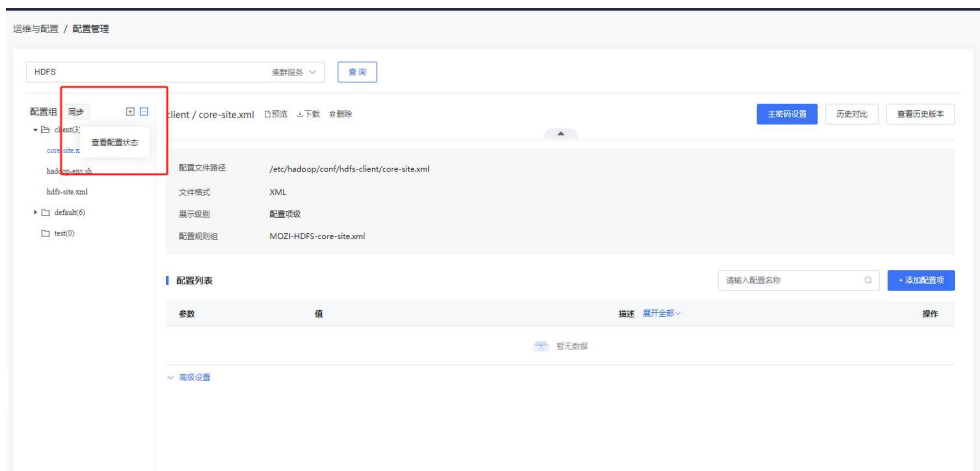 运维与配置 / 配置管理
HDFS 集群服务 查询
配置组 同步
client(3)
查看配置状态
core-site.x
hadoop-env.sh
hdfs-site.xml
default(6)
test(0)
client / core-site.xml 预览 下载 删除
主密码设置 历史对比 查看历史版本
配置文件路径 /etc/hadoop/conf/hdfs-client/core-site.xml
文件格式 XML
展示级别 配置项级
配置规则组 MOZI-HDFS-core-site.xml
配置列表
请输入配置名称 + 添加配置项
参数 值 描述 展开全部 操作
暂无数据
高级设置